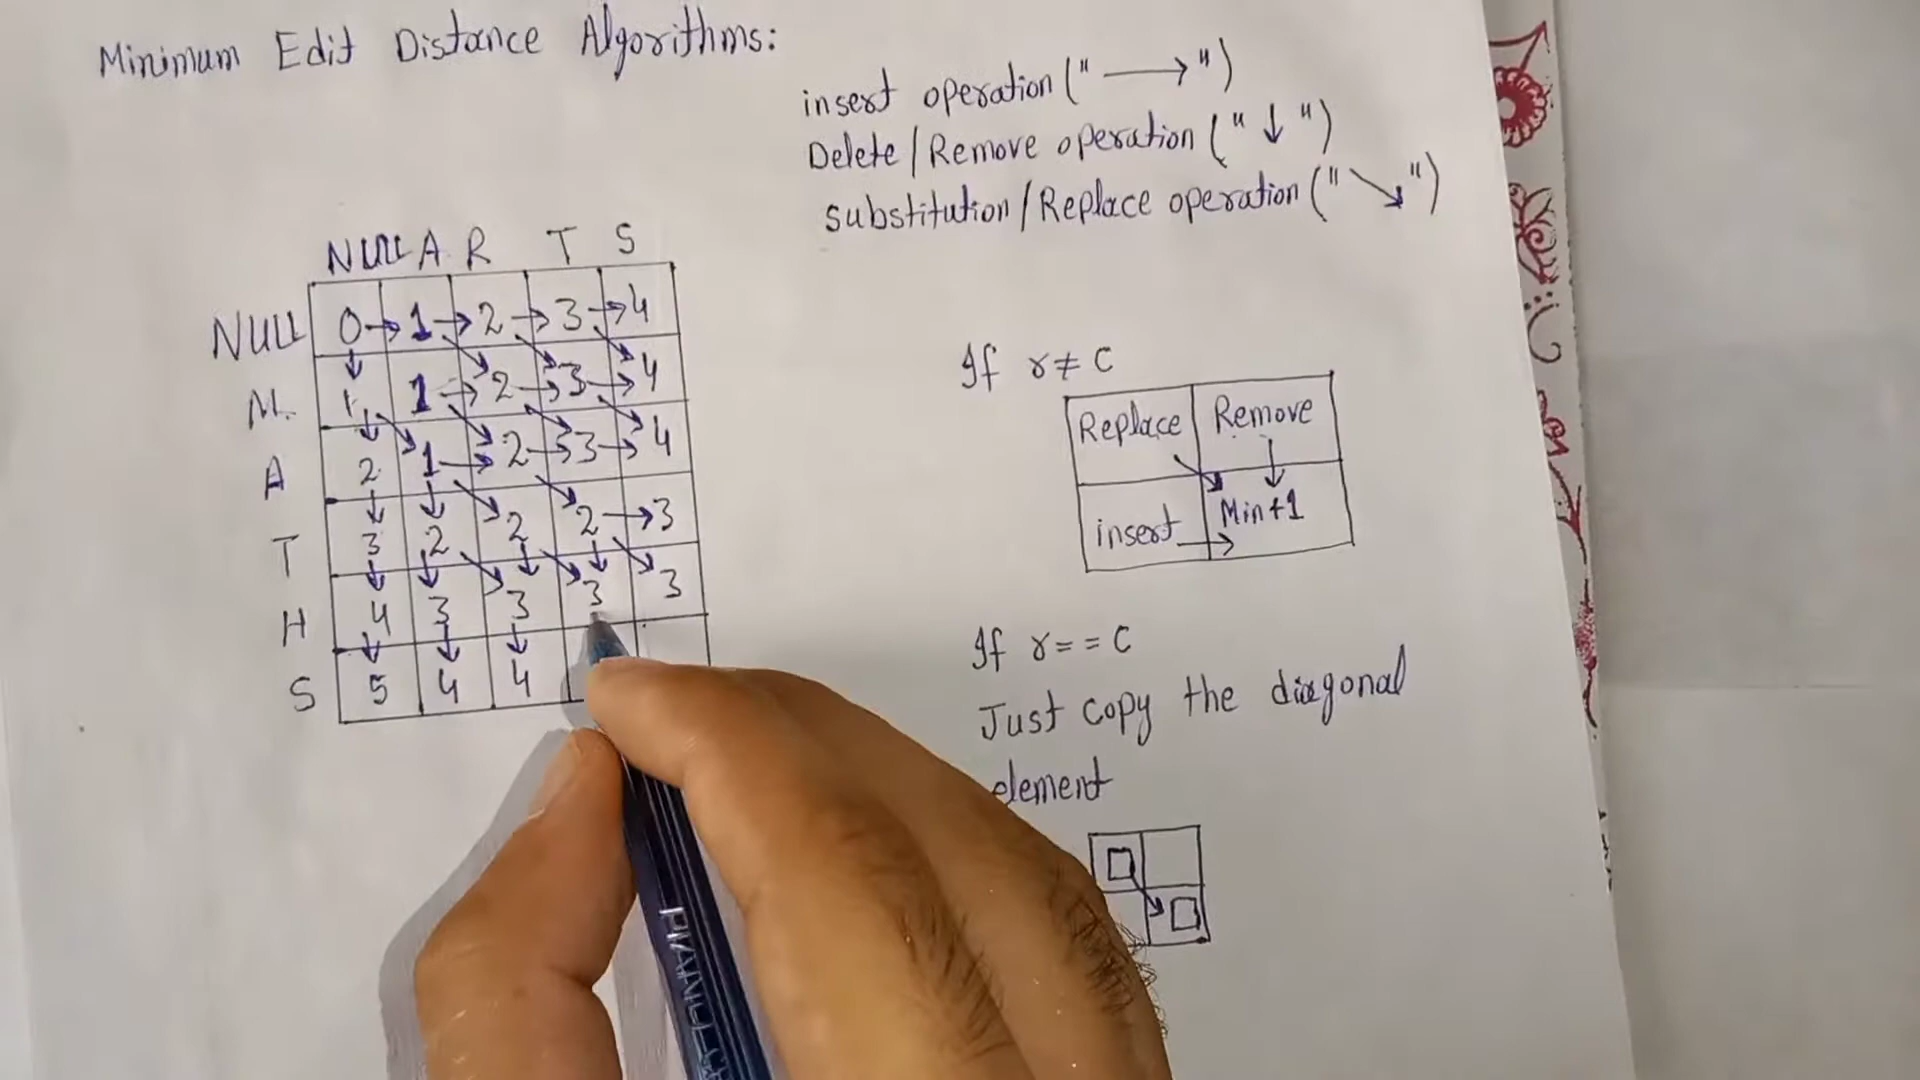 Minimum Edit Distance Algorithms:
insert operation ("→")
Delete/Remove operation ("↓")
substitution/Replace operation ("↘")
NULL A R T S
NULL 0→1→2→3→4
M. 1 1→2→3→4
A 2 1→2→3→4
T 3 2 2 2→3
H 4 3 3 3 3
S 5 4 4
If r≠C
Replace Remove
insert → Min+1
If r==C
Just copy the diagonal
element